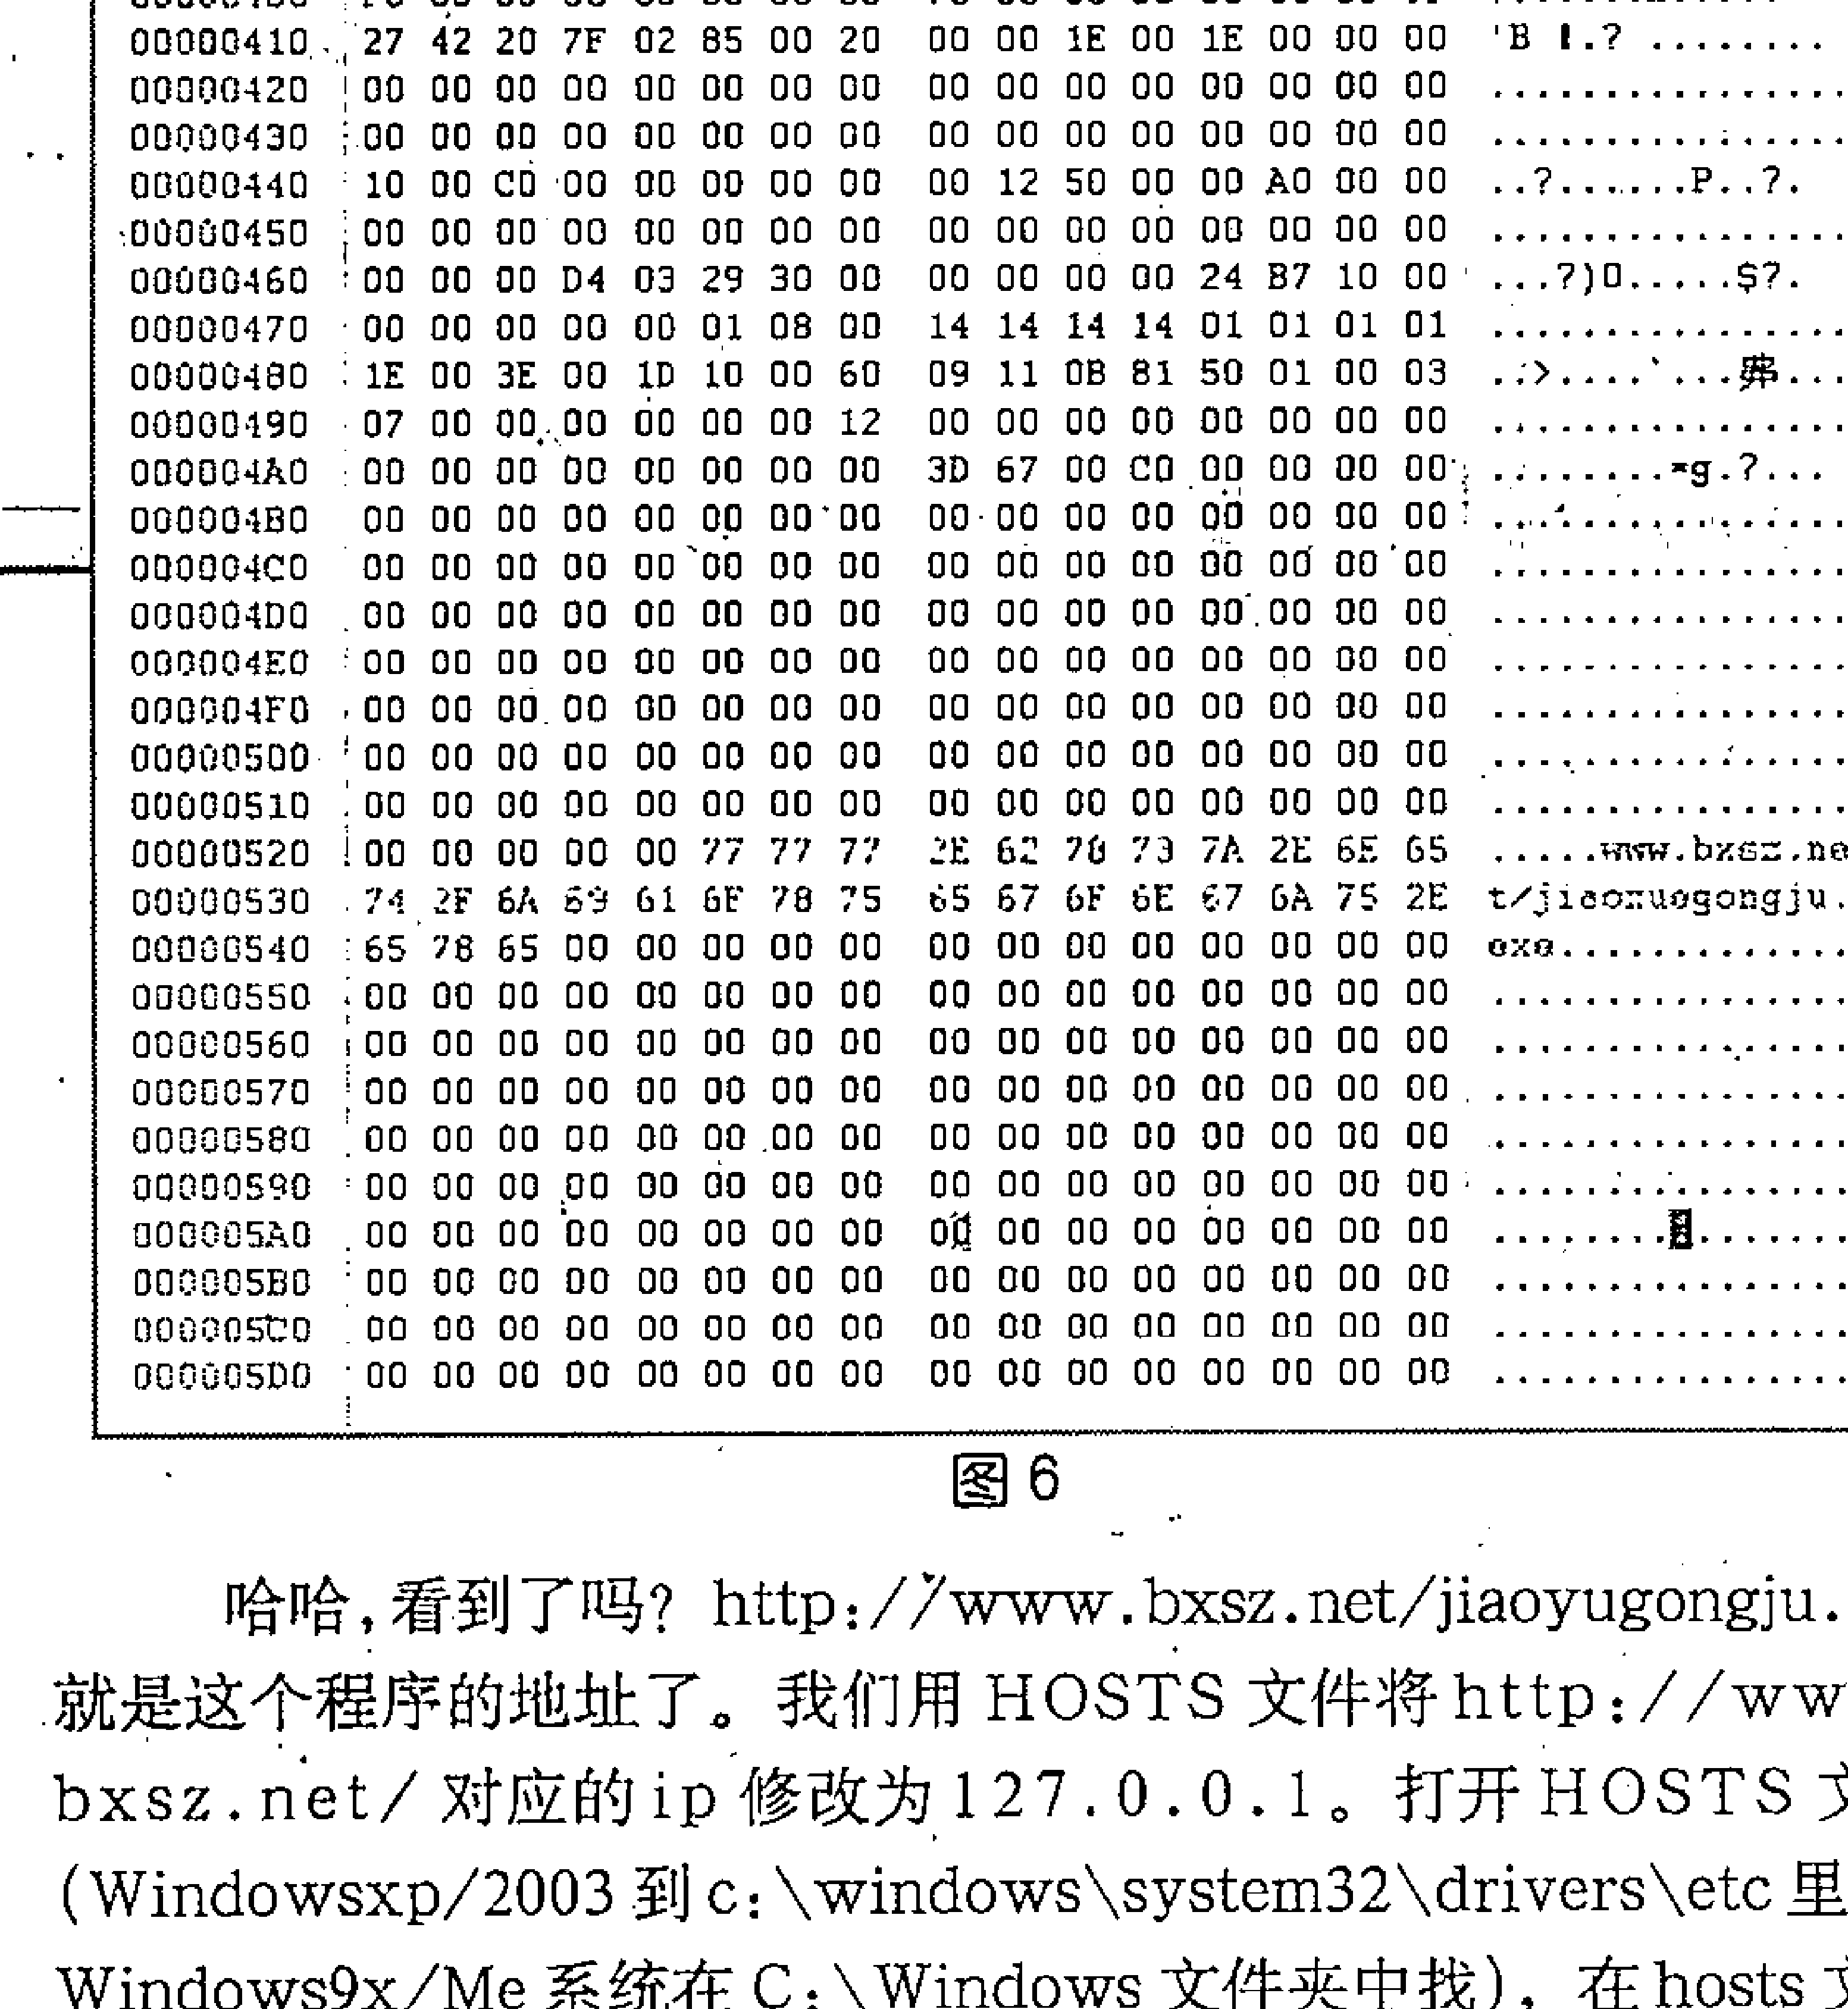 00000410 27 42 20 7F 02 85 00 20 00 00 1E 00 1E 00 00 00 'B .? ........
00000420 00 00 00 00 00 00 00 00 00 00 00 00 00 00 00 00 ................
00000430 00 00 00 00 00 00 00 00 00 00 00 00 00 00 00 00 ................
00000440 10 00 C0 00 00 00 00 00 00 12 50 00 00 A0 00 00 ..?......P..?.
00000450 00 00 00 00 00 00 00 00 00 00 00 00 00 00 00 00 ................
00000460 00 00 00 D4 03 29 30 00 00 00 00 00 24 B7 10 00 ...?)0.....$?.
00000470 00 00 00 00 00 01 08 00 14 14 14 14 01 01 01 01 ................
00000480 1E 00 3E 00 1D 10 00 60 09 11 0B 81 50 01 00 03 ..>....`...弗...
00000490 07 00 00 00 00 00 00 12 00 00 00 00 00 00 00 00 ................
000004A0 00 00 00 00 00 00 00 00 3D 67 00 C0 00 00 00 00 ........=g.?...
000004B0 00 00 00 00 00 00 00 00 00 00 00 00 00 00 00 00 ................
000004C0 00 00 00 00 00 00 00 00 00 00 00 00 00 00 00 00 ................
000004D0 00 00 00 00 00 00 00 00 00 00 00 00 00 00 00 00 ................
000004E0 00 00 00 00 00 00 00 00 00 00 00 00 00 00 00 00 ................
000004F0 00 00 00 00 00 00 00 00 00 00 00 00 00 00 00 00 ................
00000500 00 00 00 00 00 00 00 00 00 00 00 00 00 00 00 00 ................
00000510 00 00 00 00 00 00 00 00 00 00 00 00 00 00 00 00 ................
00000520 00 00 00 00 00 77 77 77 2E 62 78 73 7A 2E 6E 65 .....www.bxsz.ne
00000530 74 2F 6A 69 61 6F 78 75 65 67 6F 6E 67 6A 75 2E t/jiaoxuegongju.
00000540 65 78 65 00 00 00 00 00 00 00 00 00 00 00 00 00 exe.............
00000550 00 00 00 00 00 00 00 00 00 00 00 00 00 00 00 00 ................
00000560 00 00 00 00 00 00 00 00 00 00 00 00 00 00 00 00 ................
00000570 00 00 00 00 00 00 00 00 00 00 00 00 00 00 00 00 ................
00000580 00 00 00 00 00 00 00 00 00 00 00 00 00 00 00 00 ................
00000590 00 00 00 00 00 00 00 00 00 00 00 00 00 00 00 00 ................
000005A0 00 00 00 00 00 00 00 00 00 00 00 00 00 00 00 00 ................
000005B0 00 00 00 00 00 00 00 00 00 00 00 00 00 00 00 00 ................
000005C0 00 00 00 00 00 00 00 00 00 00 00 00 00 00 00 00 ................
000005D0 00 00 00 00 00 00 00 00 00 00 00 00 00 00 00 00 ................
图6
哈哈,看到了吗? http://www.bxsz.net/jiaoyugongju.
就是这个程序的地址了。我们用 HOSTS 文件将 http://ww
bxsz.net/ 对应的 ip 修改为 127.0.0.1。打开 HOSTS 文
(Windowsxp/2003 到 c:\windows\system32\drivers\etc 里
Windows9x/Me 系统在 C:\Windows 文件夹中找), 在 hosts 文